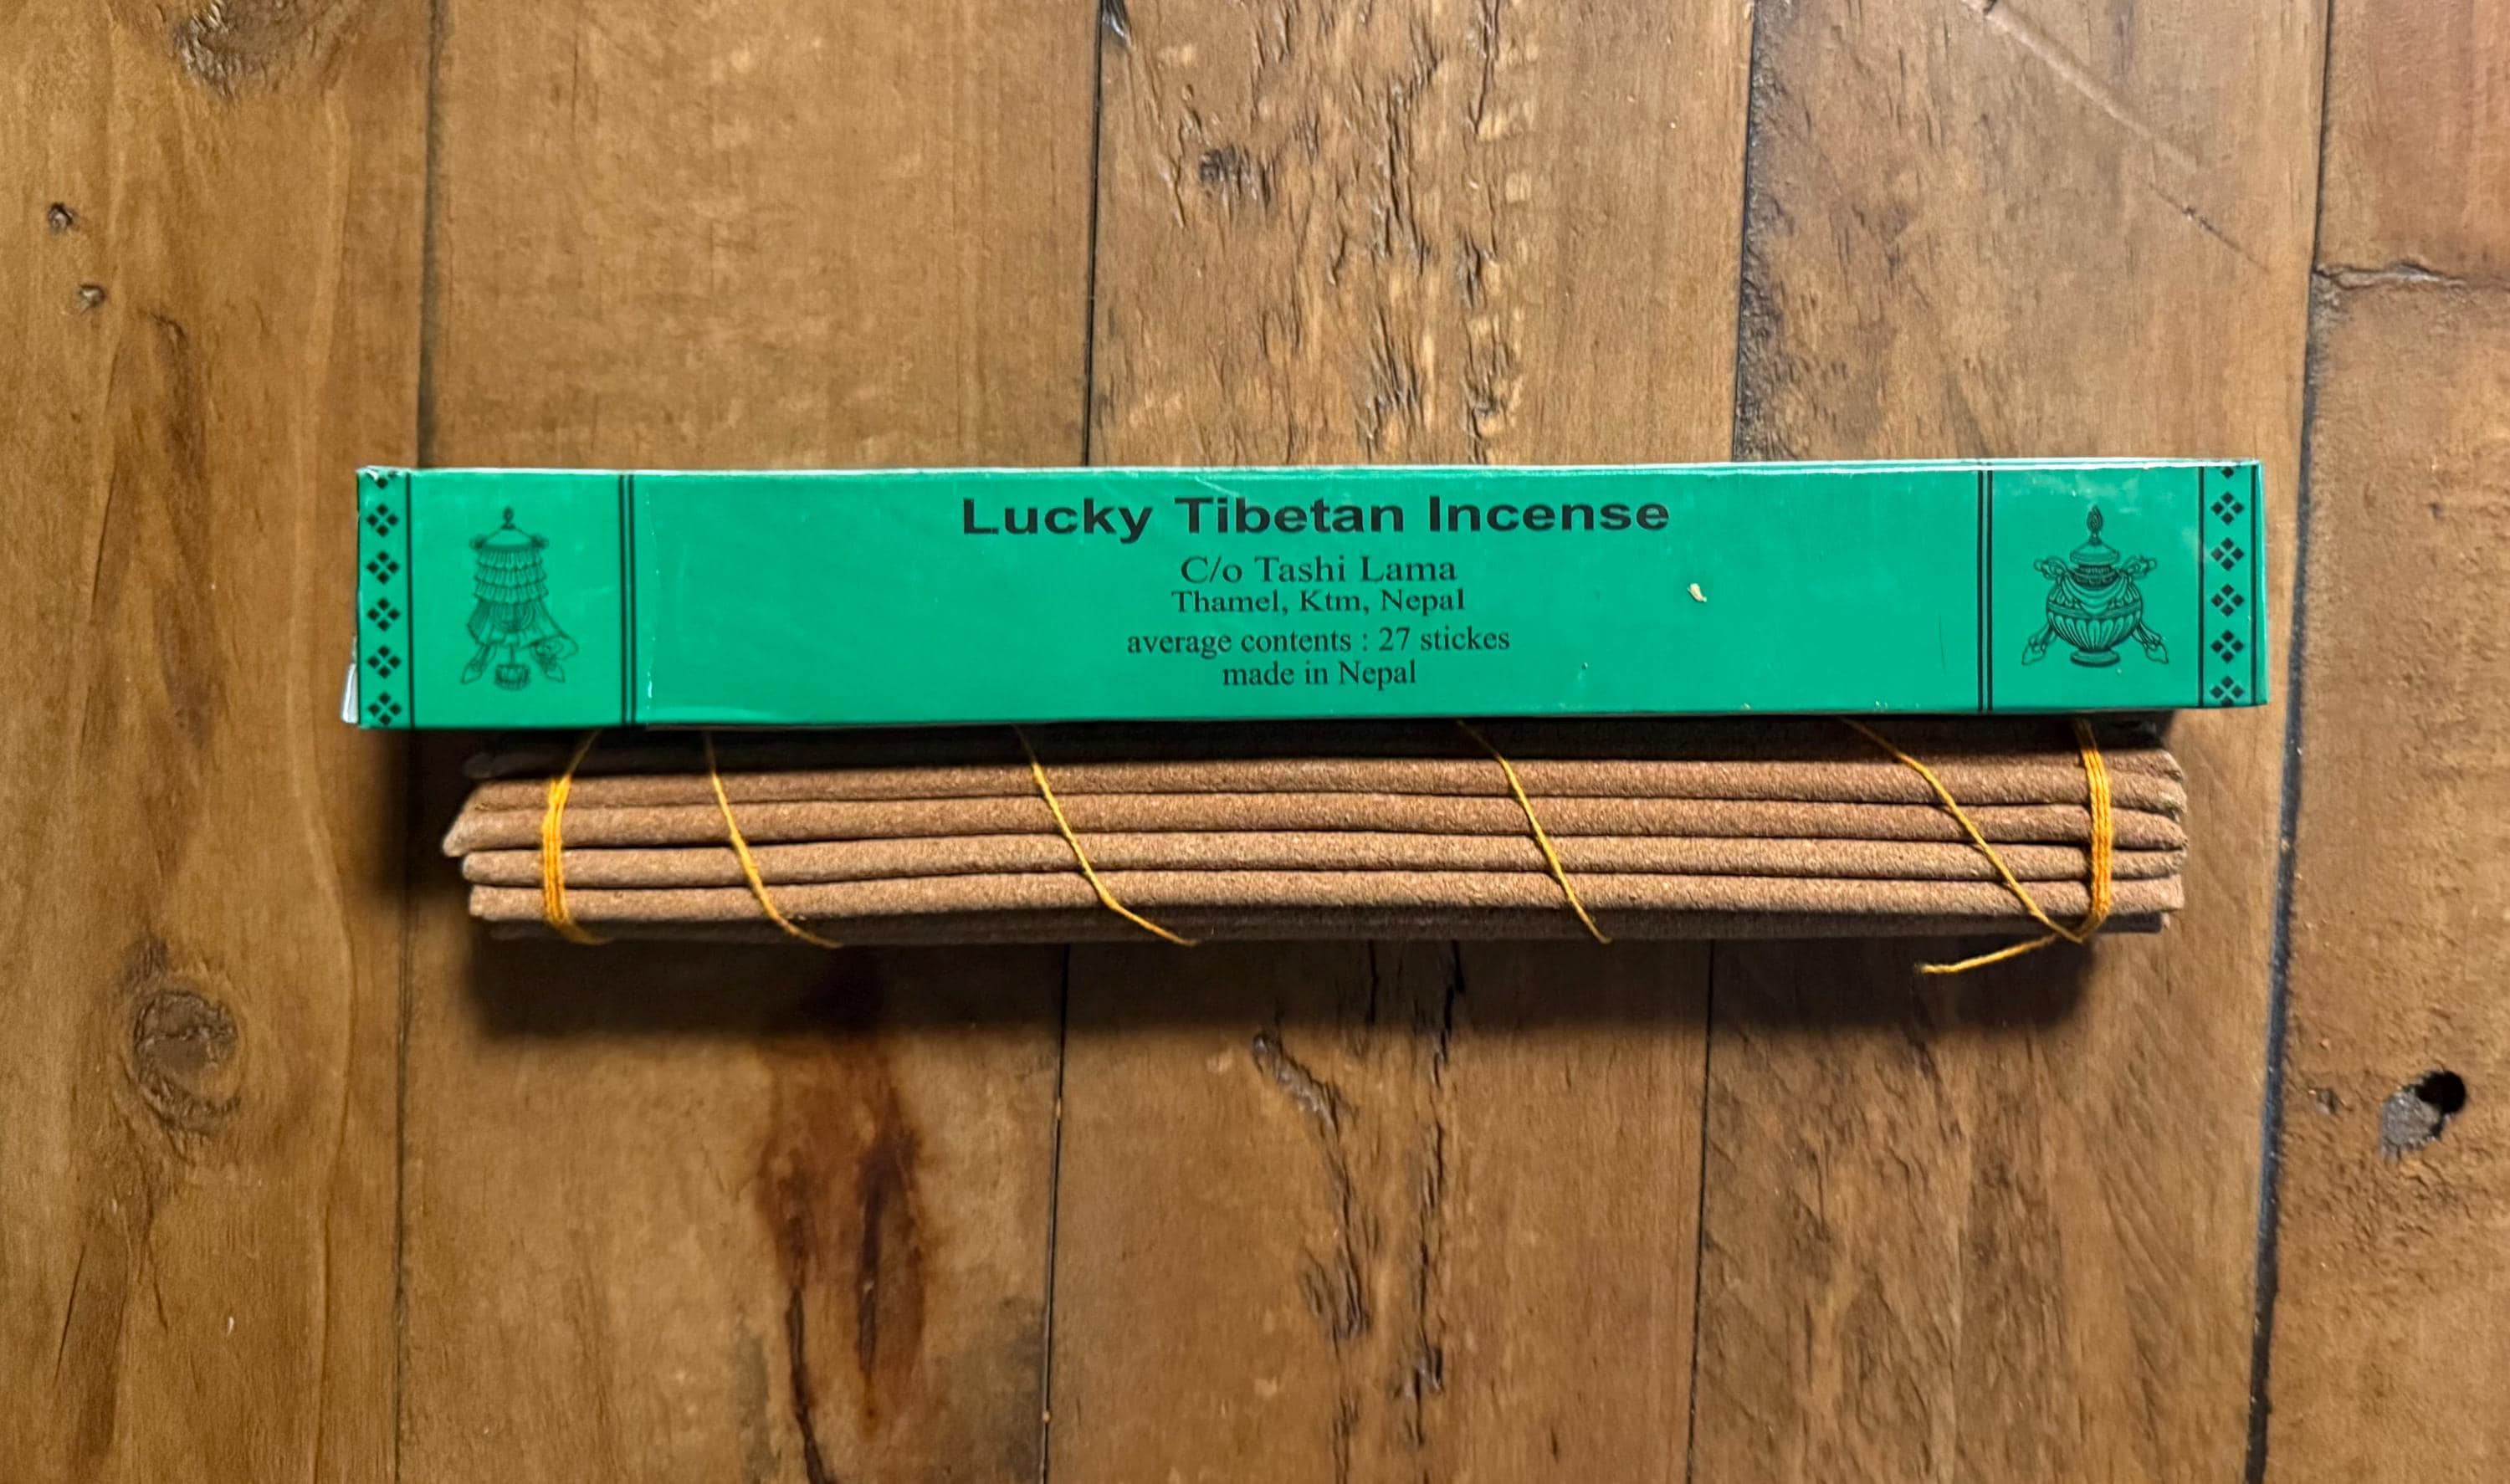 Lucky Tibetan Incense
C/o Tashi Lama
Thamel, Ktm, Nepal
average contents : 27 stickes
made in Nepal